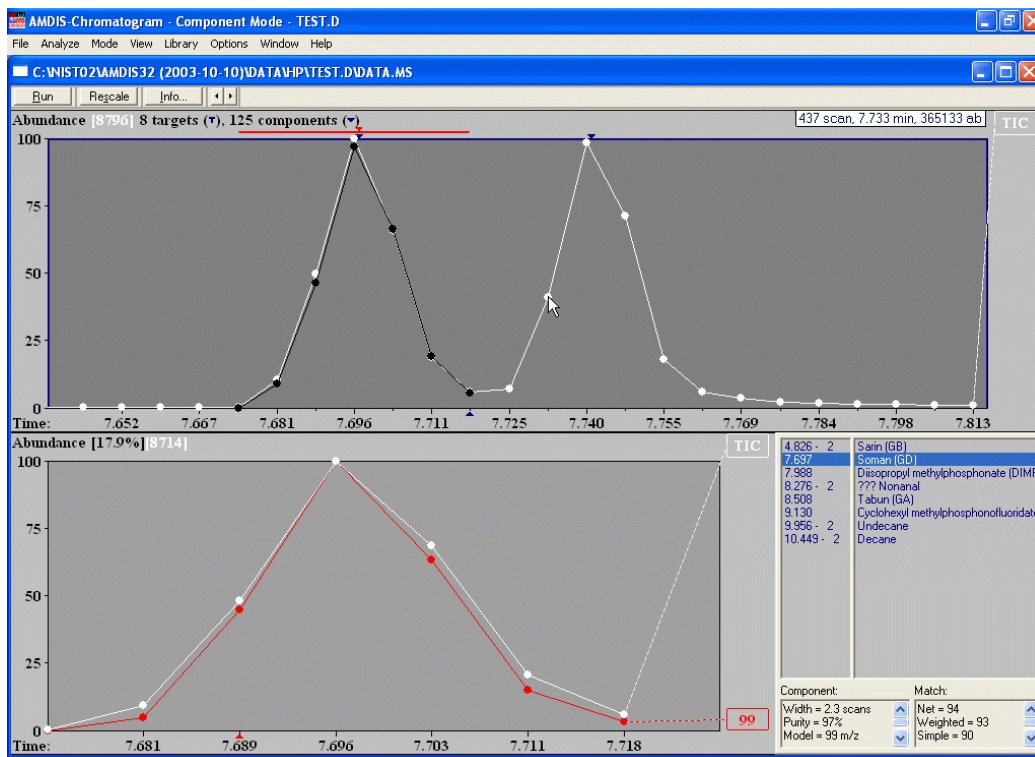 AMDIS-Chromatogram - Component Mode - TEST.D
File Analyze Mode View Library Options Window Help
C:\NIST02\AMDIS32 (2003-10-10)\DATA\HP\TEST.D\DATA.MS
Run Rescale Info...
Abundance [8796] 8 targets (T), 125 components (▼)
437 scan, 7.733 min, 365133 ab
TIC
100
75
50
25
0
Time: 7.652 7.667 7.681 7.696 7.711 7.725 7.740 7.755 7.769 7.784 7.798 7.813
Abundance [17.9%][8714]
TIC
100
75
50
25
0
99
Time: 7.681 7.689 7.696 7.703 7.711 7.718
4.826 - 2 Sarin (GB)
7.697 Soman (GD)
7.988 Diisopropyl methylphosphonate (DIMP
8.276 - 2 ??? Nonanal
8.508 Tabun (GA)
9.130 Cyclohexyl methylphosphonofluoridate
9.956 - 2 Undecane
10.449 - 2 Decane
Component: Match:
Width = 2.3 scans Net = 94
Purity = 97% Weighted = 93
Model = 99 m/z Simple = 90